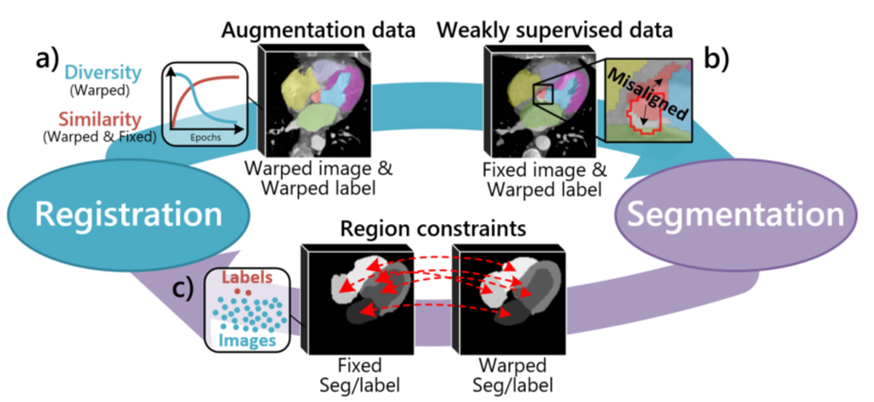 Augmentation data
Weakly supervised data
a)
Diversity
(Warped)
Similarity
(Warped & Fixed)
Epochs
Warped image &
Warped label
b)
Misaligned
Fixed image &
Warped label
Registration
Segmentation
Region constraints
c)
Labels
Images
Fixed
Seg/label
Warped
Seg/label